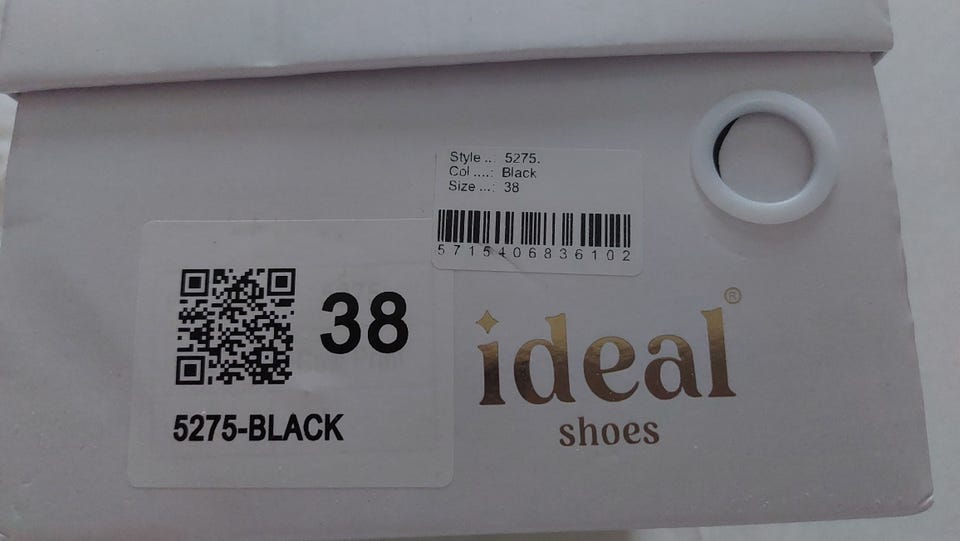 Style ..: 5275.
Col ....: Black
Size ...: 38
5715406836102
38
5275-BLACK
ideal®
shoes